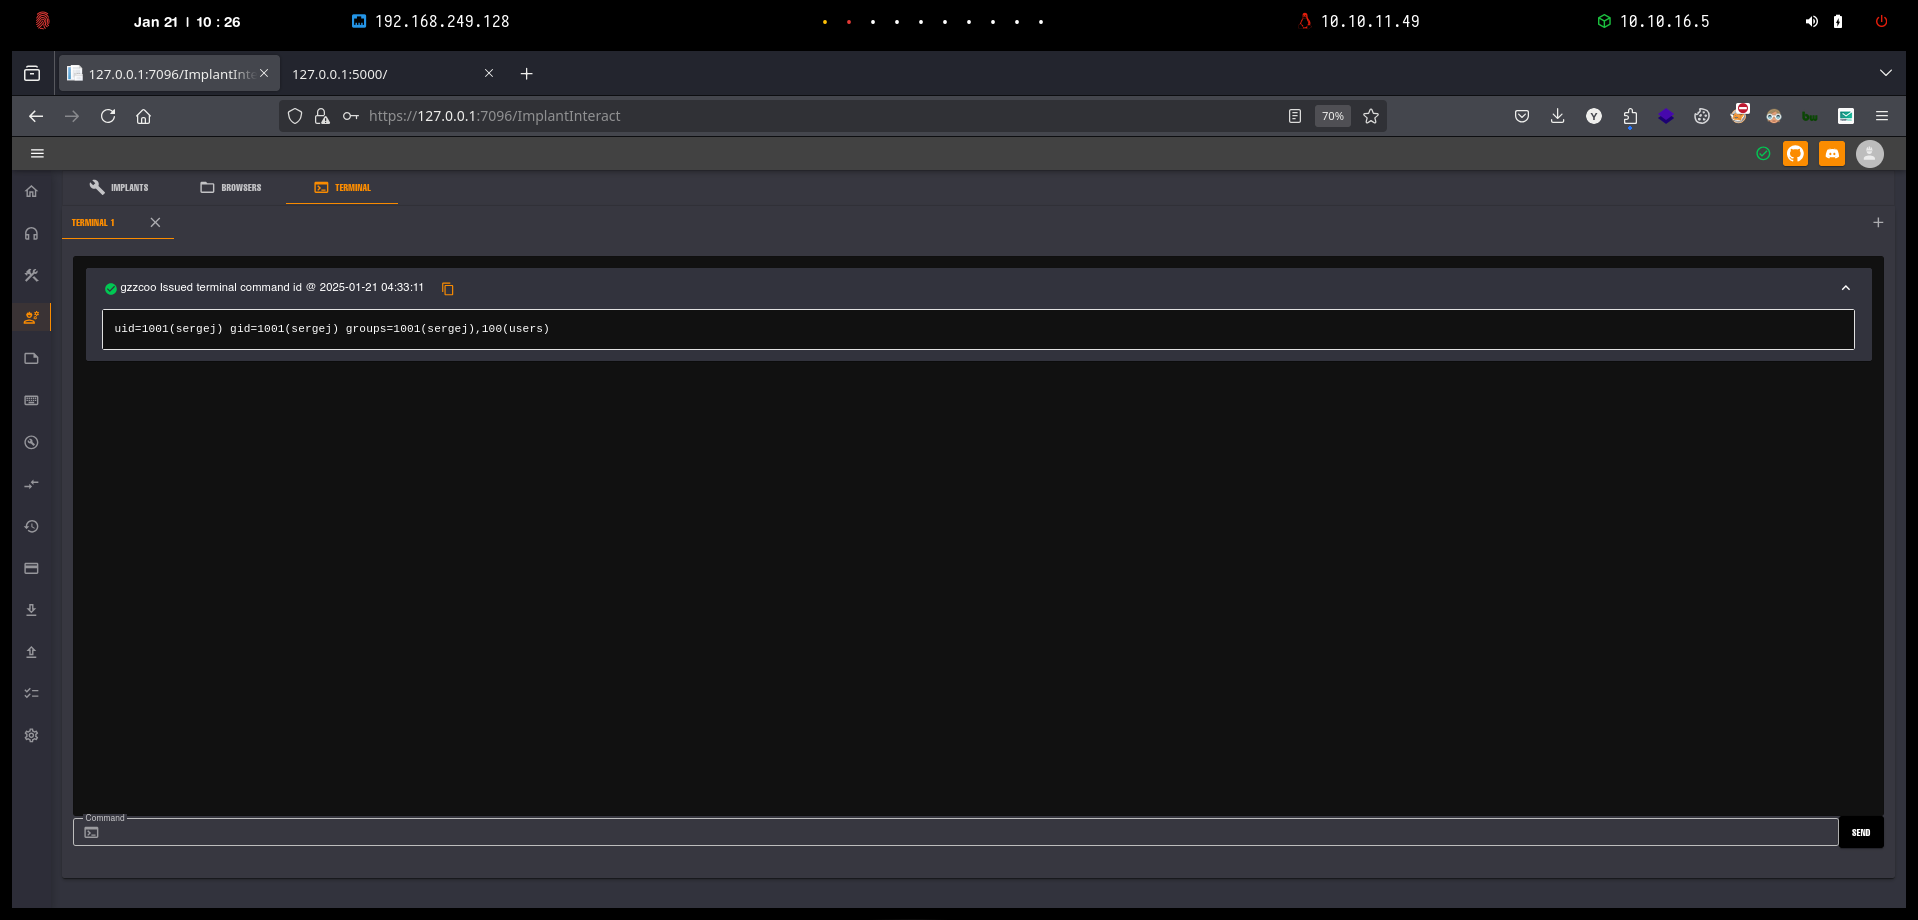 Jan 21 | 10 : 26
192.168.249.128
10.10.11.49
10.10.16.5
127.0.0.1:7096/ImplantInte
127.0.0.1:5000/
https://127.0.0.1:7096/ImplantInteract
70%
Y
bw
IMPLANTS
BROWSERS
TERMINAL
TERMINAL 1
gzzcoo Issued terminal command id @ 2025-01-21 04:33:11
uid=1001(sergej) gid=1001(sergej) groups=1001(sergej),100(users)
Command
SEND